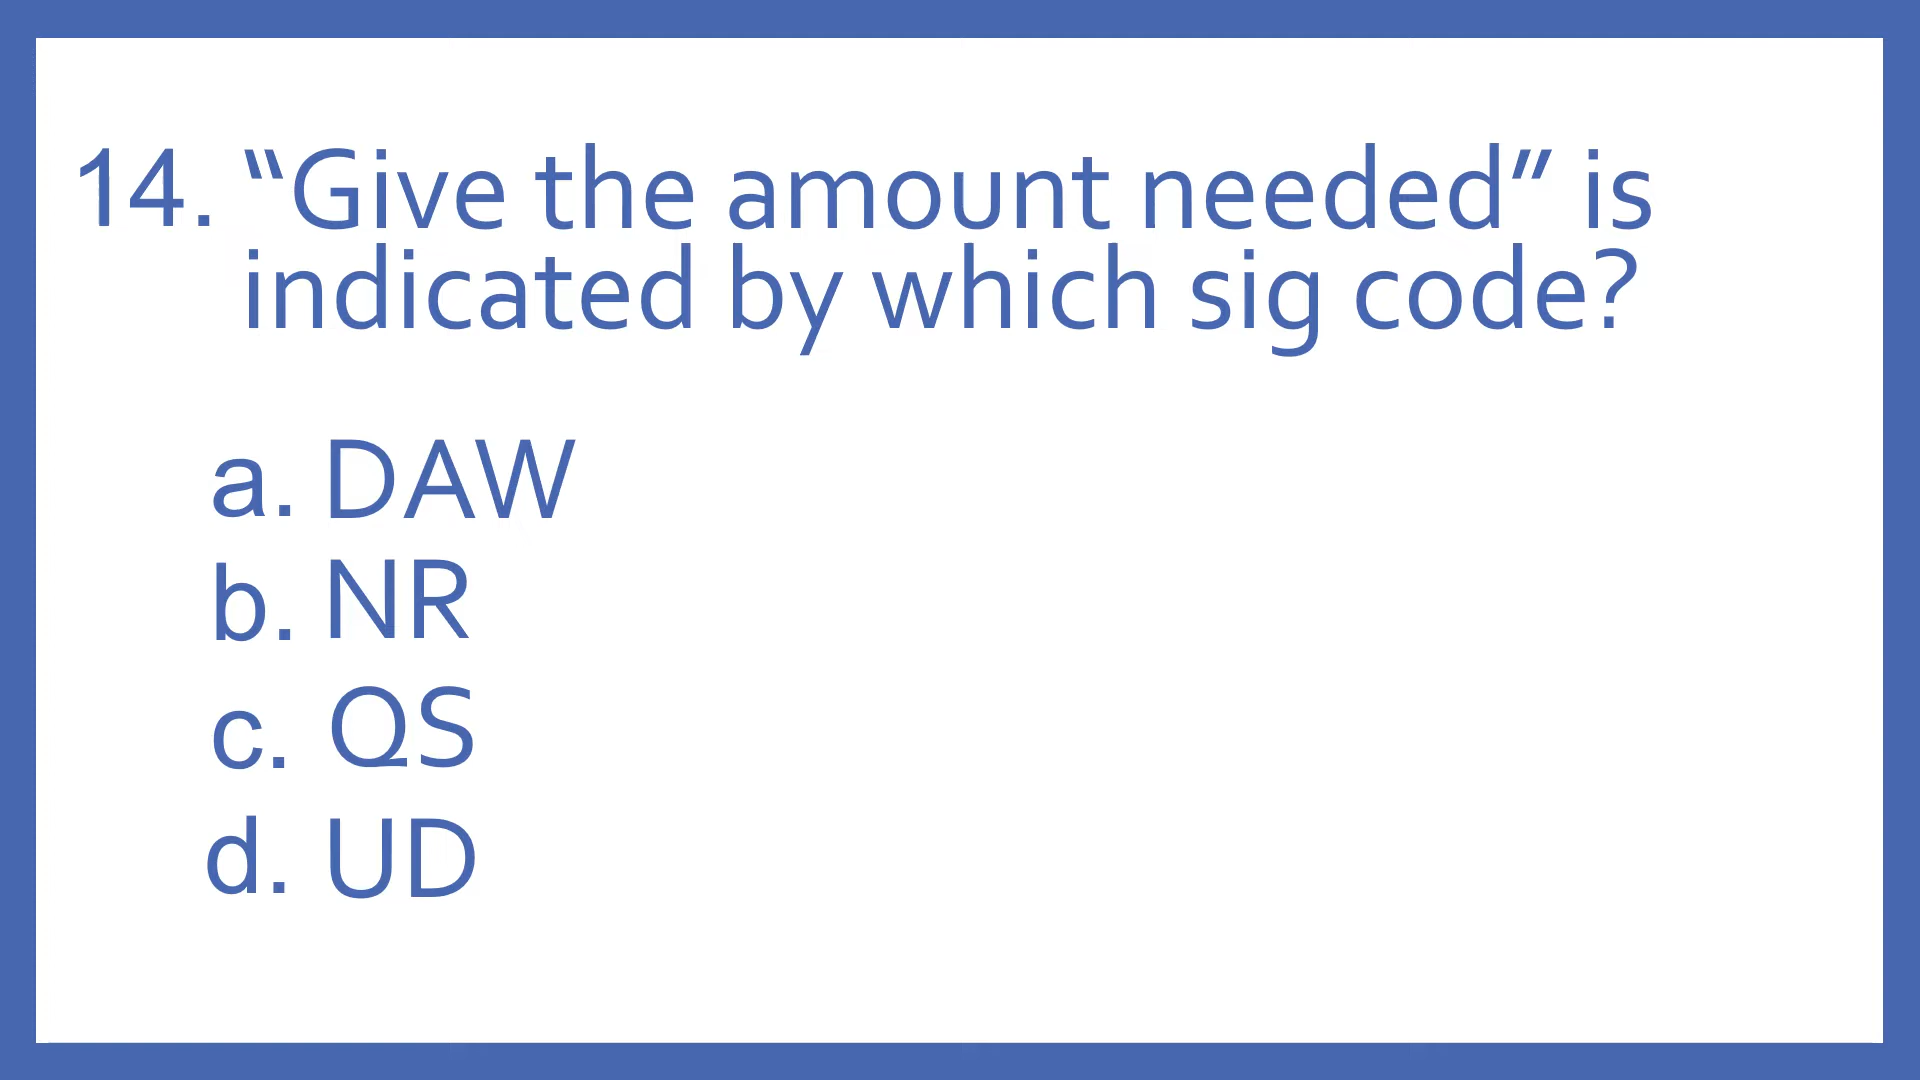 14. “Give the amount needed” is
indicated by which sig code?
a. DAW
b. NR
c. QS
d. UD